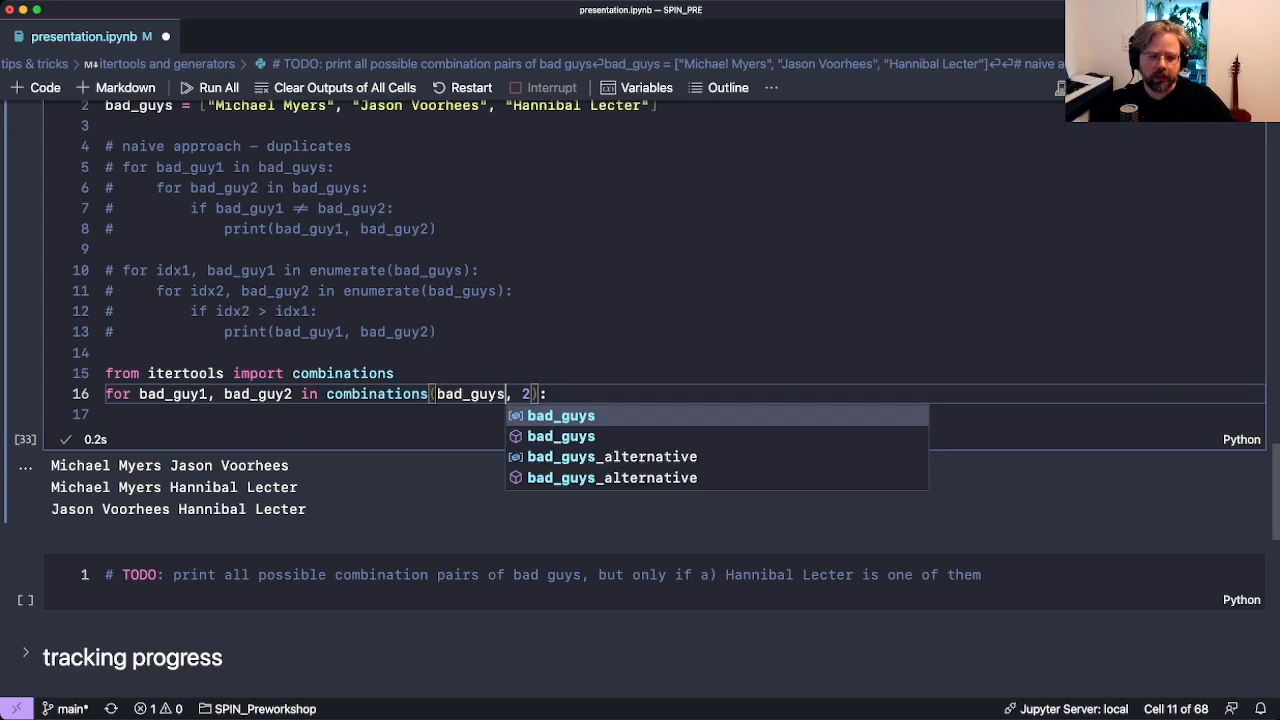 presentation.ipynb — SPIN_PRE
presentation.ipynb M
tips & tricks > M↓itertools and generators > # TODO: print all possible combination pairs of bad guys⏎bad_guys = ["Michael Myers", "Jason Voorhees", "Hannibal Lecter"]⏎⏎# naive a
+ Code + Markdown Run All Clear Outputs of All Cells Restart Interrupt Variables Outline ...
2 bad_guys = ["Michael Myers", "Jason Voorhees", "Hannibal Lecter"]
3
4 # naive approach – duplicates
5 # for bad_guy1 in bad_guys:
6 # for bad_guy2 in bad_guys:
7 # if bad_guy1 ≠ bad_guy2:
8 # print(bad_guy1, bad_guy2)
9
10 # for idx1, bad_guy1 in enumerate(bad_guys):
11 # for idx2, bad_guy2 in enumerate(bad_guys):
12 # if idx2 > idx1:
13 # print(bad_guy1, bad_guy2)
14
15 from itertools import combinations
16 for bad_guy1, bad_guy2 in combinations(bad_guys, 2):
17
bad_guys
bad_guys
bad_guys_alternative
bad_guys_alternative
[33] ✓ 0.2s Python
... Michael Myers Jason Voorhees
Michael Myers Hannibal Lecter
Jason Voorhees Hannibal Lecter
1 # TODO: print all possible combination pairs of bad guys, but only if a) Hannibal Lecter is one of them
[ ] Python
> tracking progress
main* 1 0 SPIN_Preworkshop Jupyter Server: local Cell 11 of 68